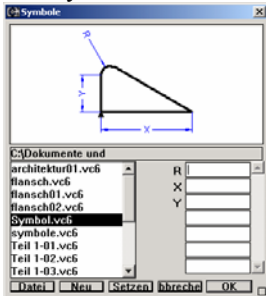 Symbole
R
Y
X
C:\Dokumente und
architektur01.vc6
flansch.vc6
flansch01.vc6
flansch02.vc6
Symbol.vc6
symbole.vc6
Teil 1-01.vc6
Teil 1-02.vc6
Teil 1-03.vc6
R
X
Y
Datei
Neu
Setzen
bbreche
OK